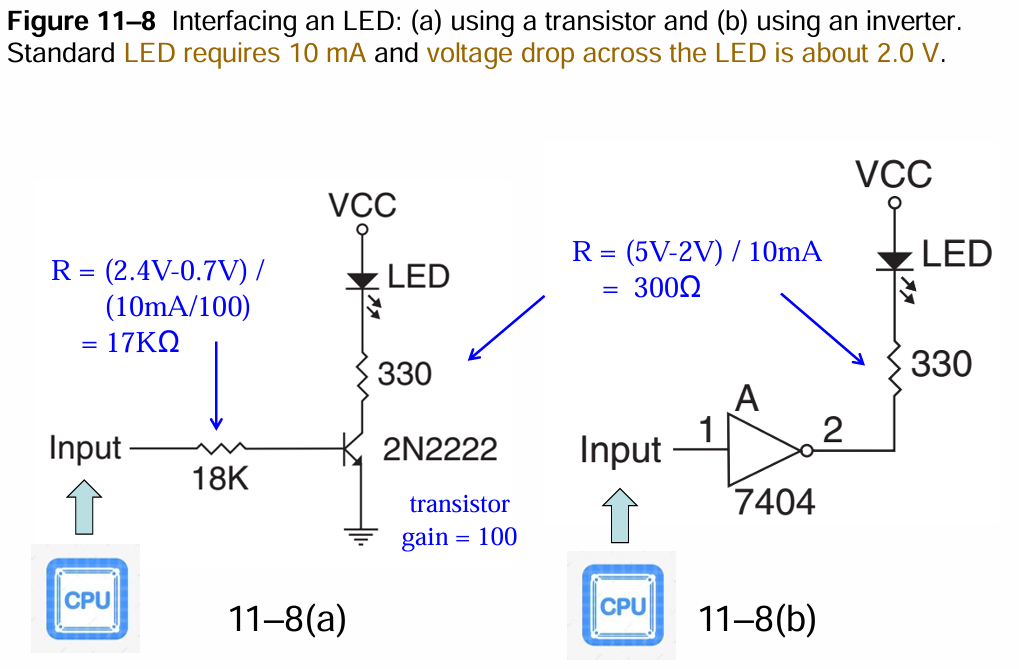 Figure 11–8 Interfacing an LED: (a) using a transistor and (b) using an inverter.
Standard LED requires 10 mA and voltage drop across the LED is about 2.0 V.
VCC
R = (2.4V-0.7V) /
(10mA/100)
= 17KΩ
LED
330
Input
18K
2N2222
transistor
gain = 100
CPU
11–8(a)
VCC
R = (5V-2V) / 10mA
= 300Ω
LED
330
A
1
2
Input
7404
CPU
11–8(b)